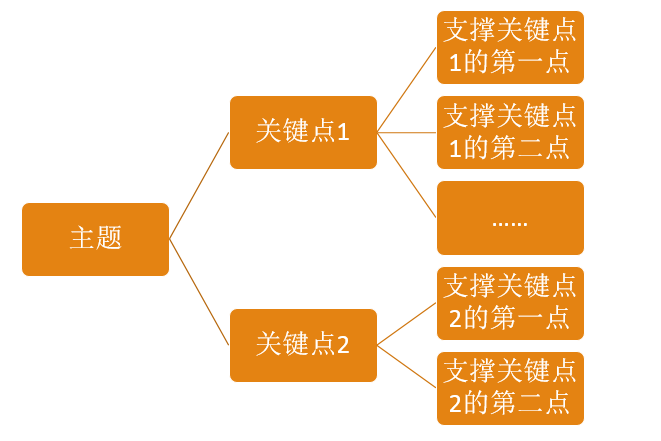 主题
关键点1
支撑关键点
1的第一点
支撑关键点
1的第二点
......
关键点2
支撑关键点
2的第一点
支撑关键点
2的第二点